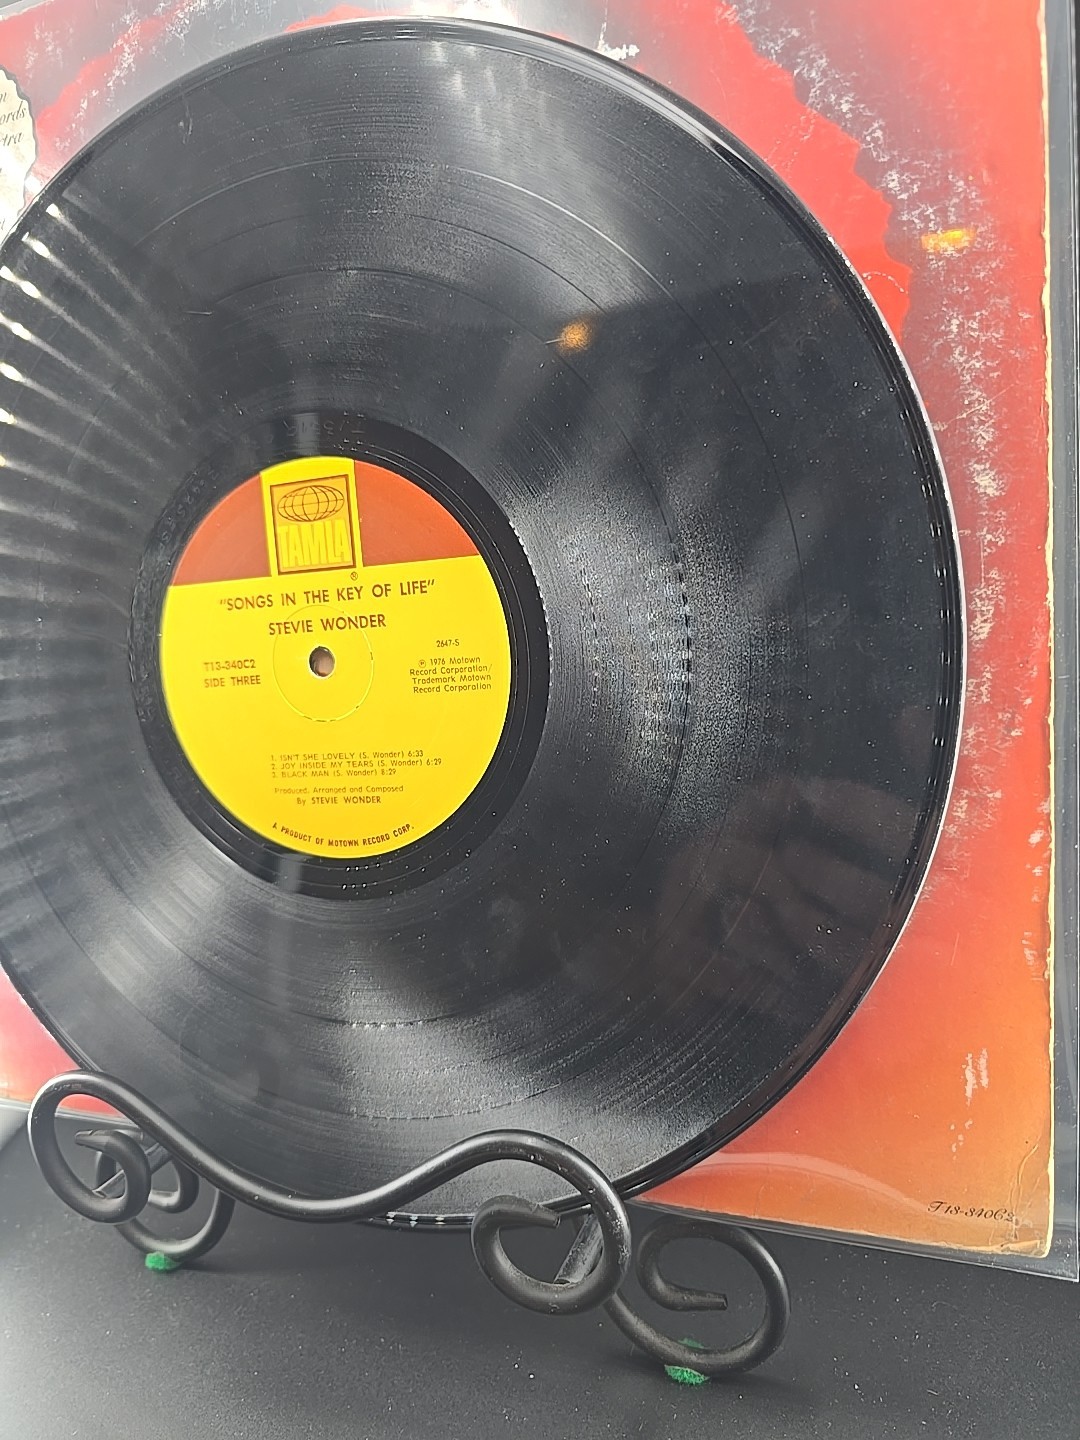 ords
tra
TAMLA
®
"SONGS IN THE KEY OF LIFE"
STEVIE WONDER
T13-340C2
SIDE THREE
2647-S
℗ 1976 Motown
Record Corporation/
Trademark Motown
Record Corporation
1. ISN'T SHE LOVELY (S. Wonder) 6:33
2. JOY INSIDE MY TEARS (S. Wonder) 6:29
3. BLACK MAN (S. Wonder) 8:29
Produced, Arranged and Composed
By STEVIE WONDER
A PRODUCT OF MOTOWN RECORD CORP.
T13-340C2